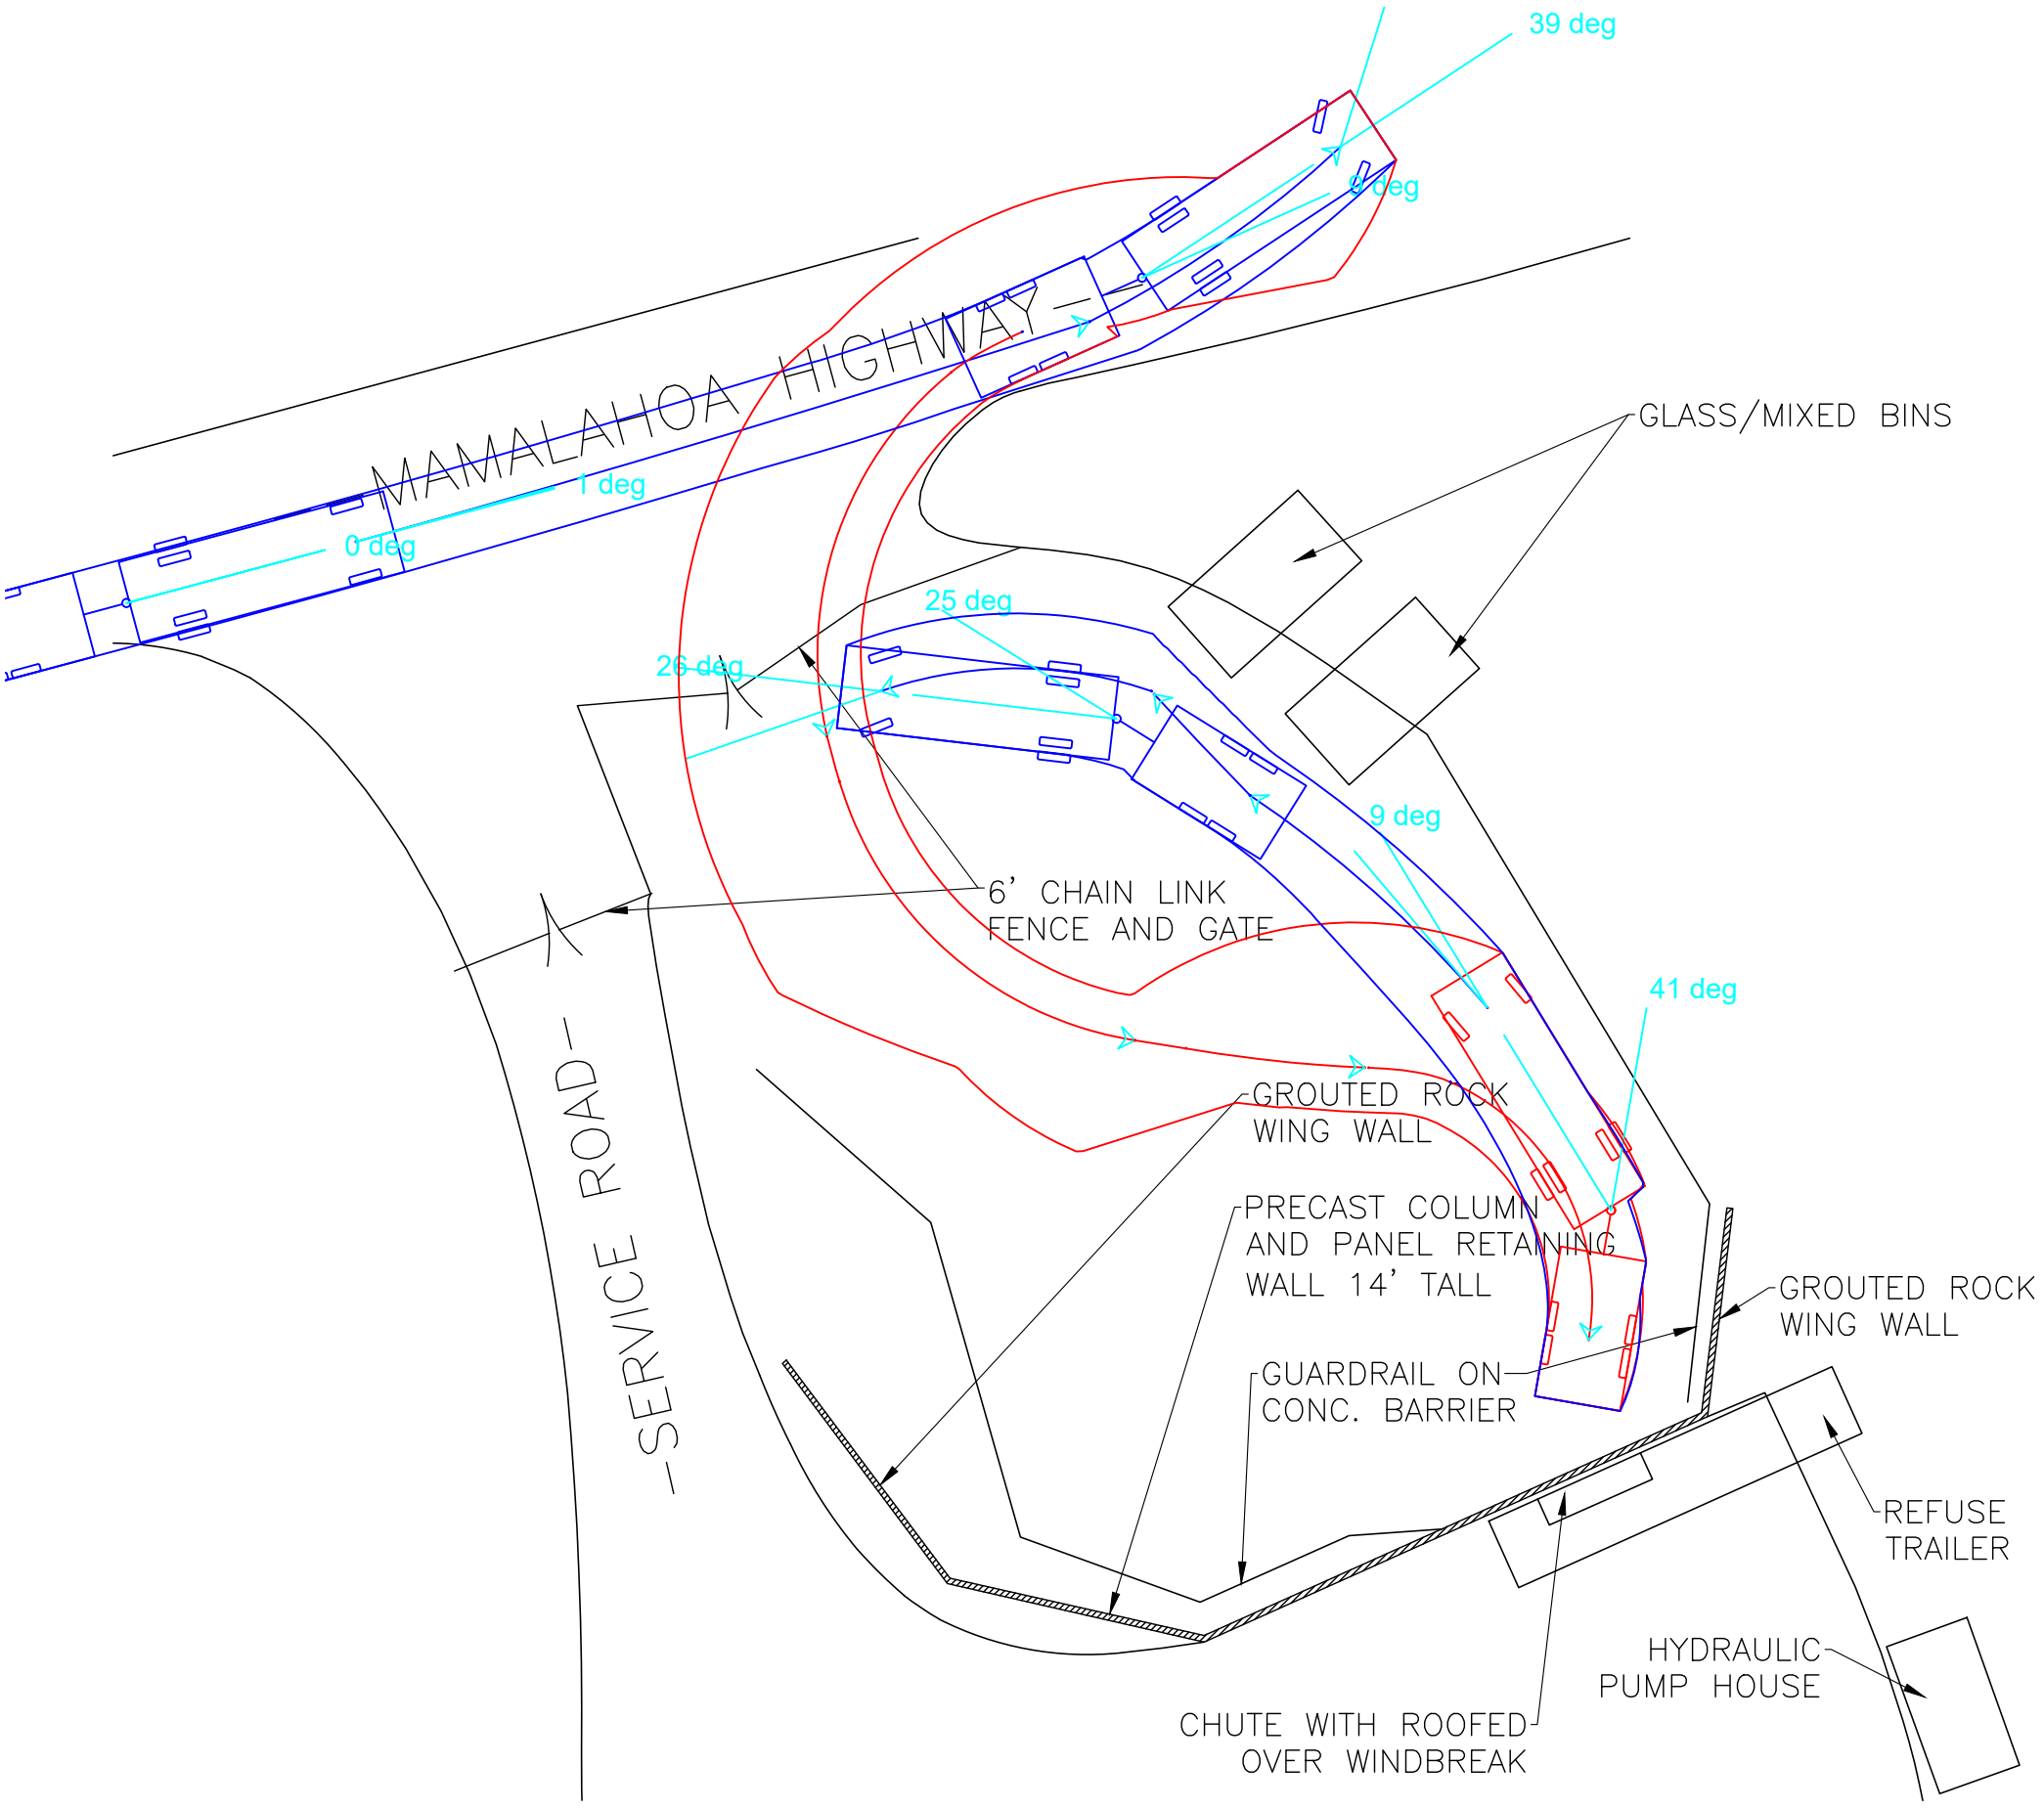 39 deg
9 deg
-MAMALAHOA HIGHWAY-
GLASS/MIXED BINS
1 deg
0 deg
25 deg
26 deg
9 deg
6' CHAIN LINK
FENCE AND GATE
41 deg
-SERVICE ROAD-
GROUTED ROCK
WING WALL
PRECAST COLUMN
AND PANEL RETAINING
WALL 14' TALL
GROUTED ROCK
WING WALL
GUARDRAIL ON
CONC. BARRIER
REFUSE
TRAILER
HYDRAULIC
PUMP HOUSE
CHUTE WITH ROOFED
OVER WINDBREAK